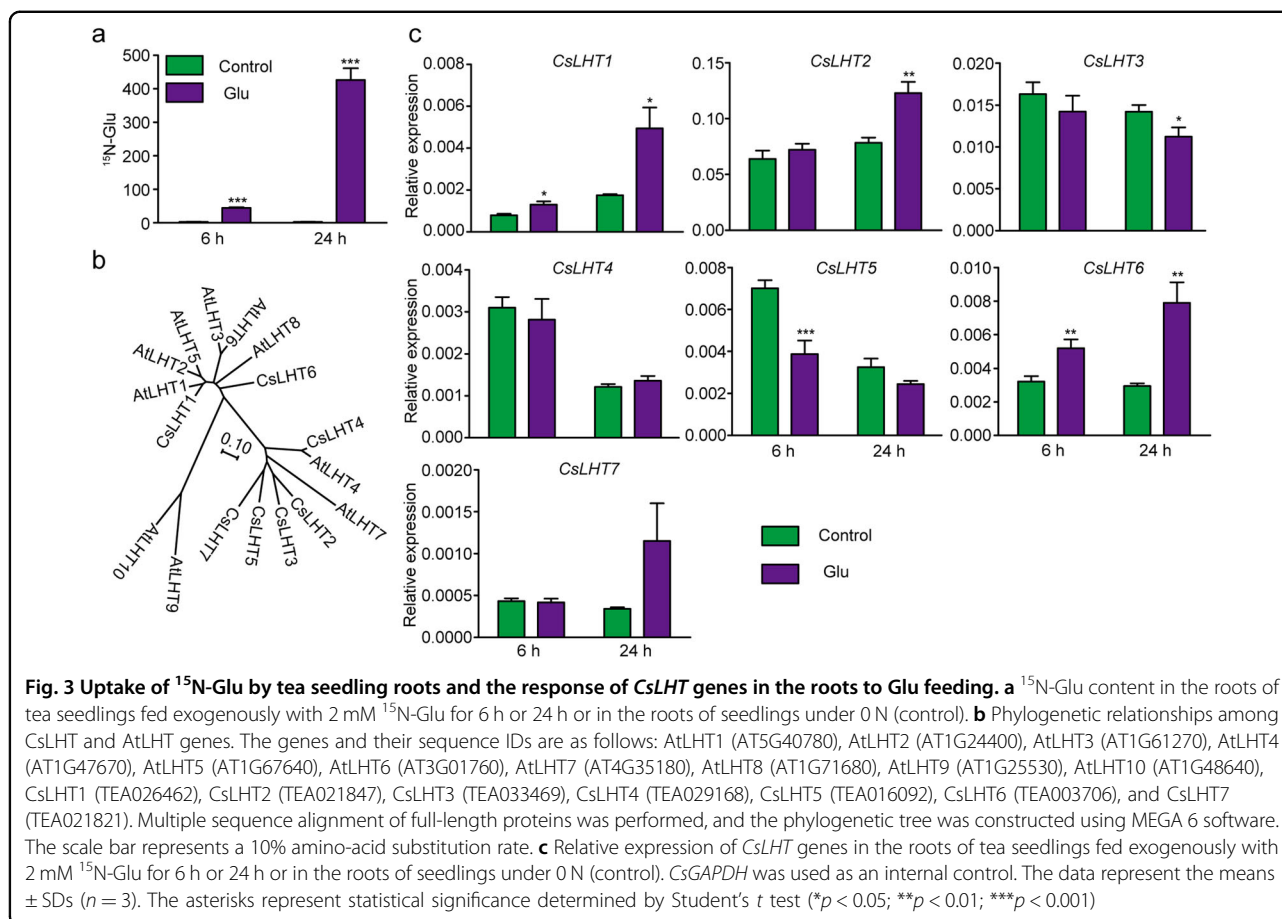 a
500
400
300
200
100
0
¹⁵N-Glu
Control
Glu
***
***
6 h
24 h
b
AtLHT1
AtLHT2
AtLHT5
AtLHT3
AtLHT6
AtLHT8
CsLHT6
CsLHT1
0.10
CsLHT4
AtLHT4
AtLHT7
CsLHT2
CsLHT3
CsLHT5
CsLHT7
AtLHT9
AtLHT10
c
CsLHT1
Relative expression
0.008
0.006
0.004
0.002
0.000
*
*
CsLHT2
0.15
0.10
0.05
0.00
**
CsLHT3
0.020
0.015
0.010
0.005
0.000
*
CsLHT4
Relative expression
0.004
0.003
0.002
0.001
0.000
CsLHT5
0.008
0.006
0.004
0.002
0.000
***
6 h
24 h
CsLHT6
0.010
0.008
0.006
0.004
0.002
0.000
**
**
6 h
24 h
CsLHT7
Relative expression
0.0020
0.0015
0.0010
0.0005
0.0000
6 h
24 h
Control
Glu
Fig. 3 Uptake of ¹⁵N-Glu by tea seedling roots and the response of CsLHT genes in the roots to Glu feeding. a ¹⁵N-Glu content in the roots of
tea seedlings fed exogenously with 2 mM ¹⁵N-Glu for 6 h or 24 h or in the roots of seedlings under 0 N (control). b Phylogenetic relationships among
CsLHT and AtLHT genes. The genes and their sequence IDs are as follows: AtLHT1 (AT5G40780), AtLHT2 (AT1G24400), AtLHT3 (AT1G61270), AtLHT4
(AT1G47670), AtLHT5 (AT1G67640), AtLHT6 (AT3G01760), AtLHT7 (AT4G35180), AtLHT8 (AT1G71680), AtLHT9 (AT1G25530), AtLHT10 (AT1G48640),
CsLHT1 (TEA026462), CsLHT2 (TEA021847), CsLHT3 (TEA033469), CsLHT4 (TEA029168), CsLHT5 (TEA016092), CsLHT6 (TEA003706), and CsLHT7
(TEA021821). Multiple sequence alignment of full-length proteins was performed, and the phylogenetic tree was constructed using MEGA 6 software.
The scale bar represents a 10% amino-acid substitution rate. c Relative expression of CsLHT genes in the roots of tea seedlings fed exogenously with
2 mM ¹⁵N-Glu for 6 h or 24 h or in the roots of seedlings under 0 N (control). CsGAPDH was used as an internal control. The data represent the means
± SDs (n = 3). The asterisks represent statistical significance determined by Student's t test (*p < 0.05; **p < 0.01; ***p < 0.001)